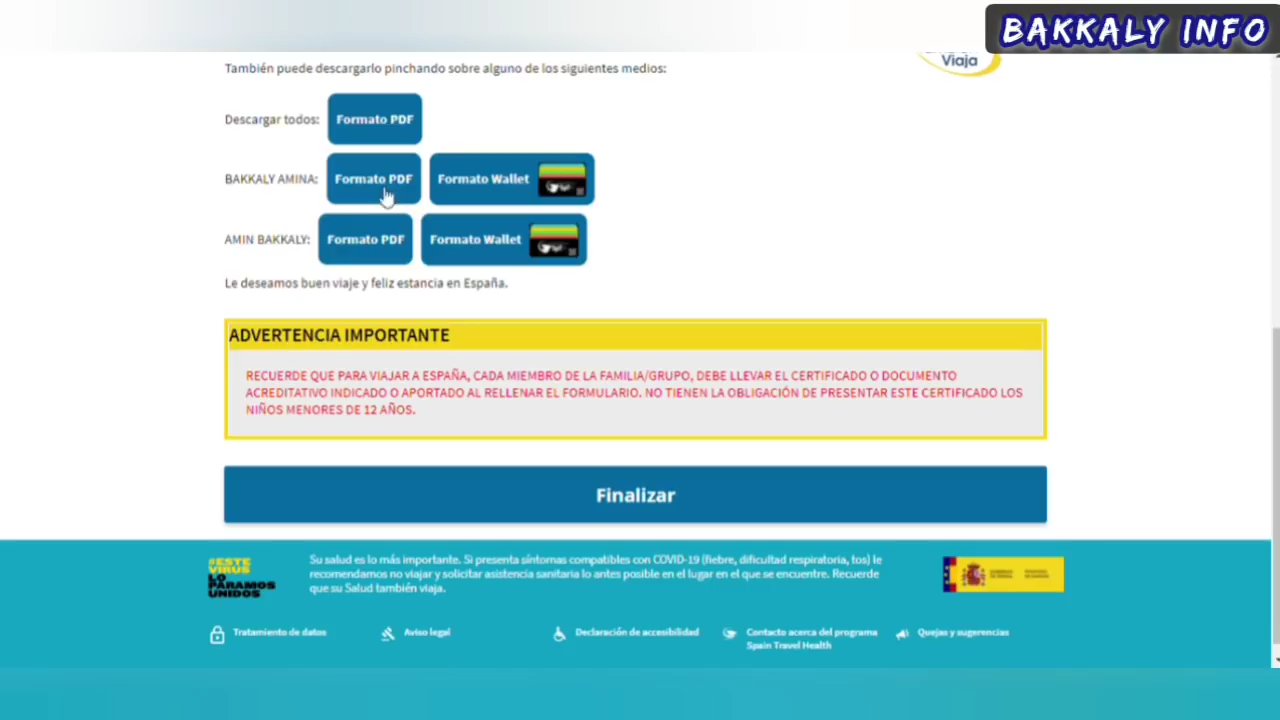 BAKKALY INFO
Viaja
También puede descargarlo pinchando sobre alguno de los siguientes medios:
Descargar todos: Formato PDF
BAKKALY AMINA: Formato PDF Formato Wallet
AMIN BAKKALY: Formato PDF Formato Wallet
Le deseamos buen viaje y feliz estancia en España.
ADVERTENCIA IMPORTANTE
RECUERDE QUE PARA VIAJAR A ESPAÑA, CADA MIEMBRO DE LA FAMILIA/GRUPO, DEBE LLEVAR EL CERTIFICADO O DOCUMENTO
ACREDITATIVO INDICADO O APORTADO AL RELLENAR EL FORMULARIO. NO TIENEN LA OBLIGACIÓN DE PRESENTAR ESTE CERTIFICADO LOS
NIÑOS MENORES DE 12 AÑOS.
Finalizar
#ESTE
VIRUS
LO
PARAMOS
UNIDOS
Su salud es lo más importante. Si presenta síntomas compatibles con COVID-19 (fiebre, dificultad respiratoria, tos) le
recomendamos no viajar y solicitar asistencia sanitaria lo antes posible en el lugar en el que se encuentre. Recuerde
que su Salud también viaja.
Tratamiento de datos
Aviso legal
Declaración de accesibilidad
Contacto acerca del programa
Spain Travel Health
Quejas y sugerencias